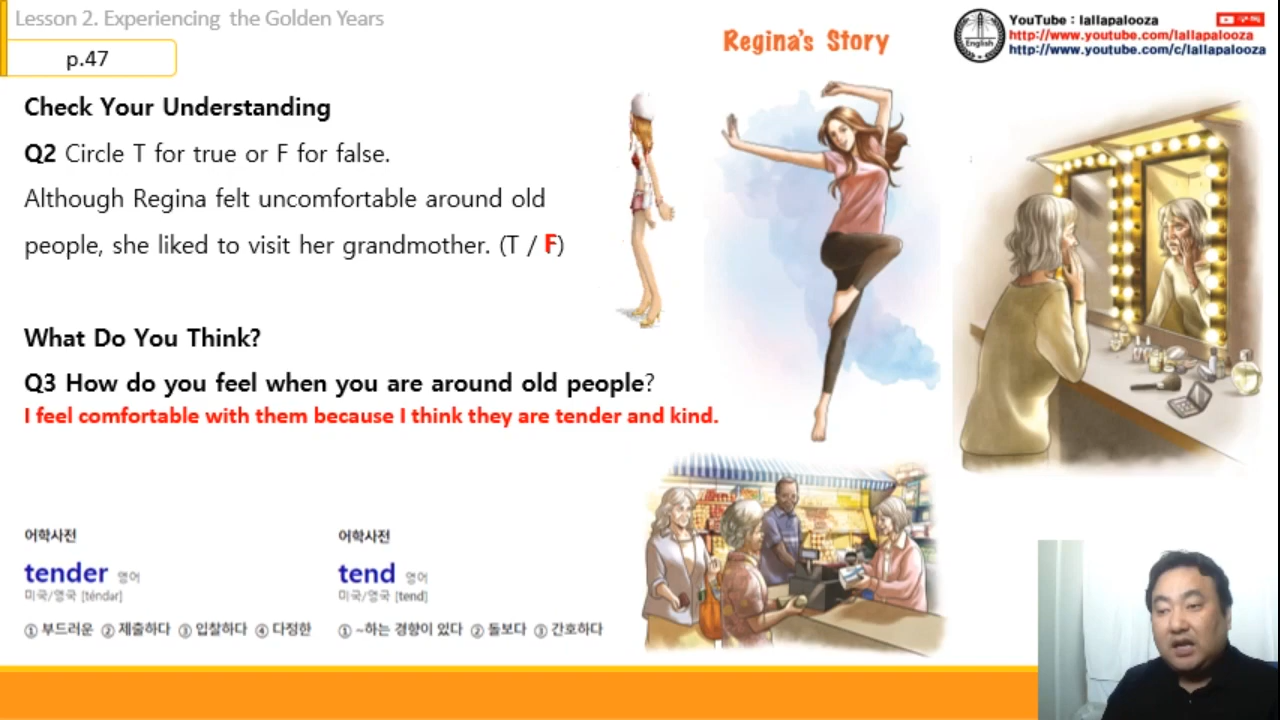 Lesson 2. Experiencing the Golden Years
p.47
Regina's Story
English
YouTube : lallapalooza
http://www.youtube.com/lallapalooza
http://www.youtube.com/c/lallapalooza
Check Your Understanding
Q2 Circle T for true or F for false.
Although Regina felt uncomfortable around old
people, she liked to visit her grandmother. (T / F)
What Do You Think?
Q3 How do you feel when you are around old people?
I feel comfortable with them because I think they are tender and kind.
어학사전
tender 영어
미국/영국 [téndər]
① 부드러운 ② 제출하다 ③ 입찰하다 ④ 다정한
어학사전
tend 영어
미국/영국 [tend]
① ~하는 경향이 있다 ② 돌보다 ③ 간호하다